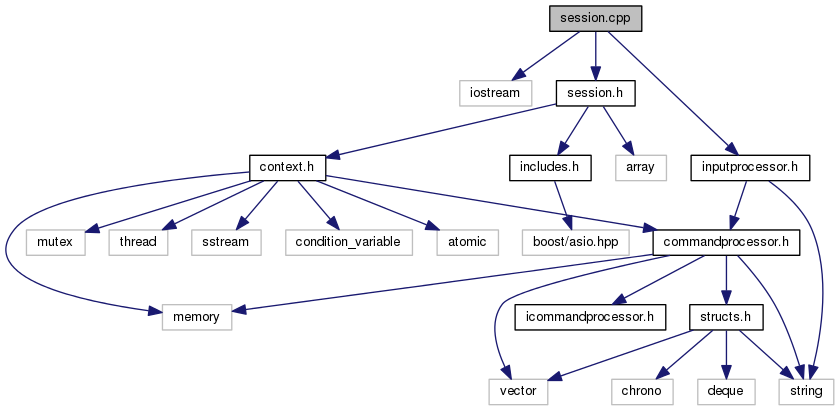 session.cpp
iostream
session.h
context.h
includes.h
array
inputprocessor.h
mutex
thread
sstream
condition_variable
atomic
boost/asio.hpp
commandprocessor.h
memory
icommandprocessor.h
structs.h
vector
chrono
deque
string